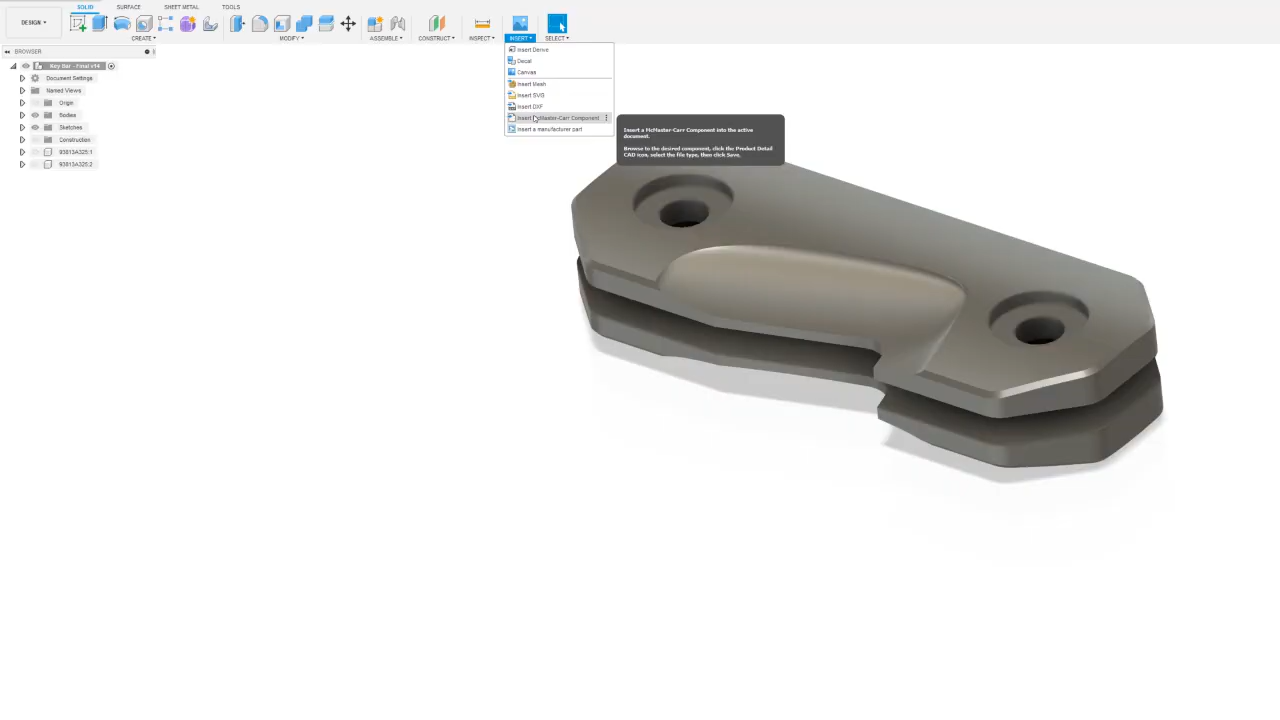 SOLID SURFACE SHEET METAL TOOLS
DESIGN
CREATE MODIFY ASSEMBLE CONSTRUCT INSPECT INSERT SELECT
BROWSER
Key Bar - Final v14
Document Settings
Named Views
Origin
Bodies
Sketches
Construction
93813A325:1
93813A325:2
Insert Derive
Decal
Canvas
Insert Mesh
Insert SVG
Insert DXF
Insert McMaster-Carr Component
Insert a manufacturer part
Insert a McMaster-Carr Component into the active
document.
Browse to the desired component, click the Product Detail
CAD icon, select the file type, then click Save.